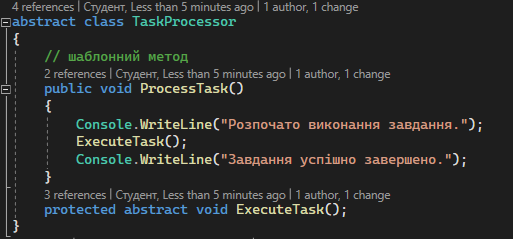 4 references | Студент, Less than 5 minutes ago | 1 author, 1 change
abstract class TaskProcessor
{
// шаблонний метод
2 references | Студент, Less than 5 minutes ago | 1 author, 1 change
public void ProcessTask()
{
Console.WriteLine("Розпочато виконання завдання.");
ExecuteTask();
Console.WriteLine("Завдання успішно завершено.");
}
3 references | Студент, Less than 5 minutes ago | 1 author, 1 change
protected abstract void ExecuteTask();
}